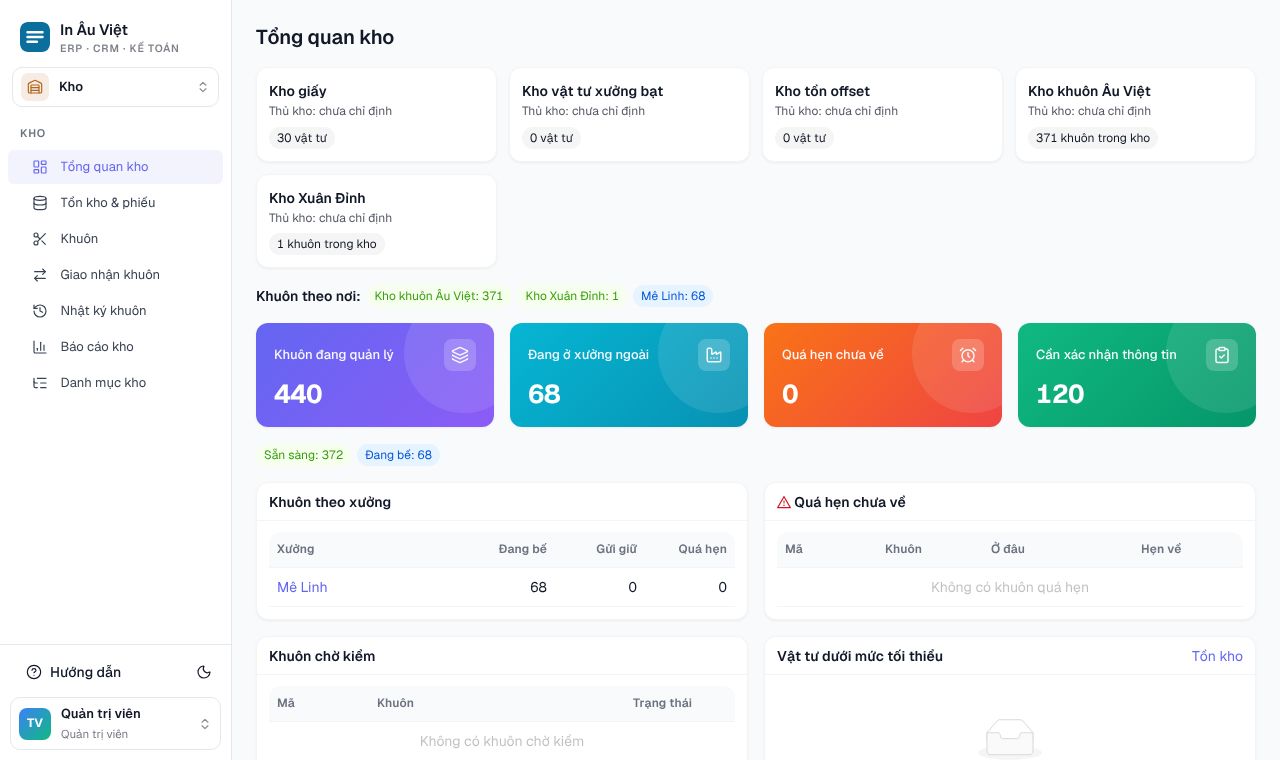 In Âu Việt
ERP · CRM · KẾ TOÁN
Kho
KHO
Tổng quan kho
Tồn kho & phiếu
Khuôn
Giao nhận khuôn
Nhật ký khuôn
Báo cáo kho
Danh mục kho
Hướng dẫn
TV
Quản trị viên
Quản trị viên
Tổng quan kho
Kho giấy
Thủ kho: chưa chỉ định
30 vật tư
Kho vật tư xưởng bạt
Thủ kho: chưa chỉ định
0 vật tư
Kho tồn offset
Thủ kho: chưa chỉ định
0 vật tư
Kho khuôn Âu Việt
Thủ kho: chưa chỉ định
371 khuôn trong kho
Kho Xuân Đỉnh
Thủ kho: chưa chỉ định
1 khuôn trong kho
Khuôn theo nơi: Kho khuôn Âu Việt: 371 Kho Xuân Đỉnh: 1 Mê Linh: 68
Khuôn đang quản lý
440
Đang ở xưởng ngoài
68
Quá hẹn chưa về
0
Cần xác nhận thông tin
120
Sẵn sàng: 372 Đang bế: 68
Khuôn theo xưởng
Xưởng Đang bế Gửi giữ Quá hẹn
Mê Linh 68 0 0
Quá hẹn chưa về
Mã Khuôn Ở đâu Hẹn về
Không có khuôn quá hẹn
Khuôn chờ kiểm
Mã Khuôn Trạng thái
Không có khuôn chờ kiểm
Vật tư dưới mức tối thiểu Tồn kho